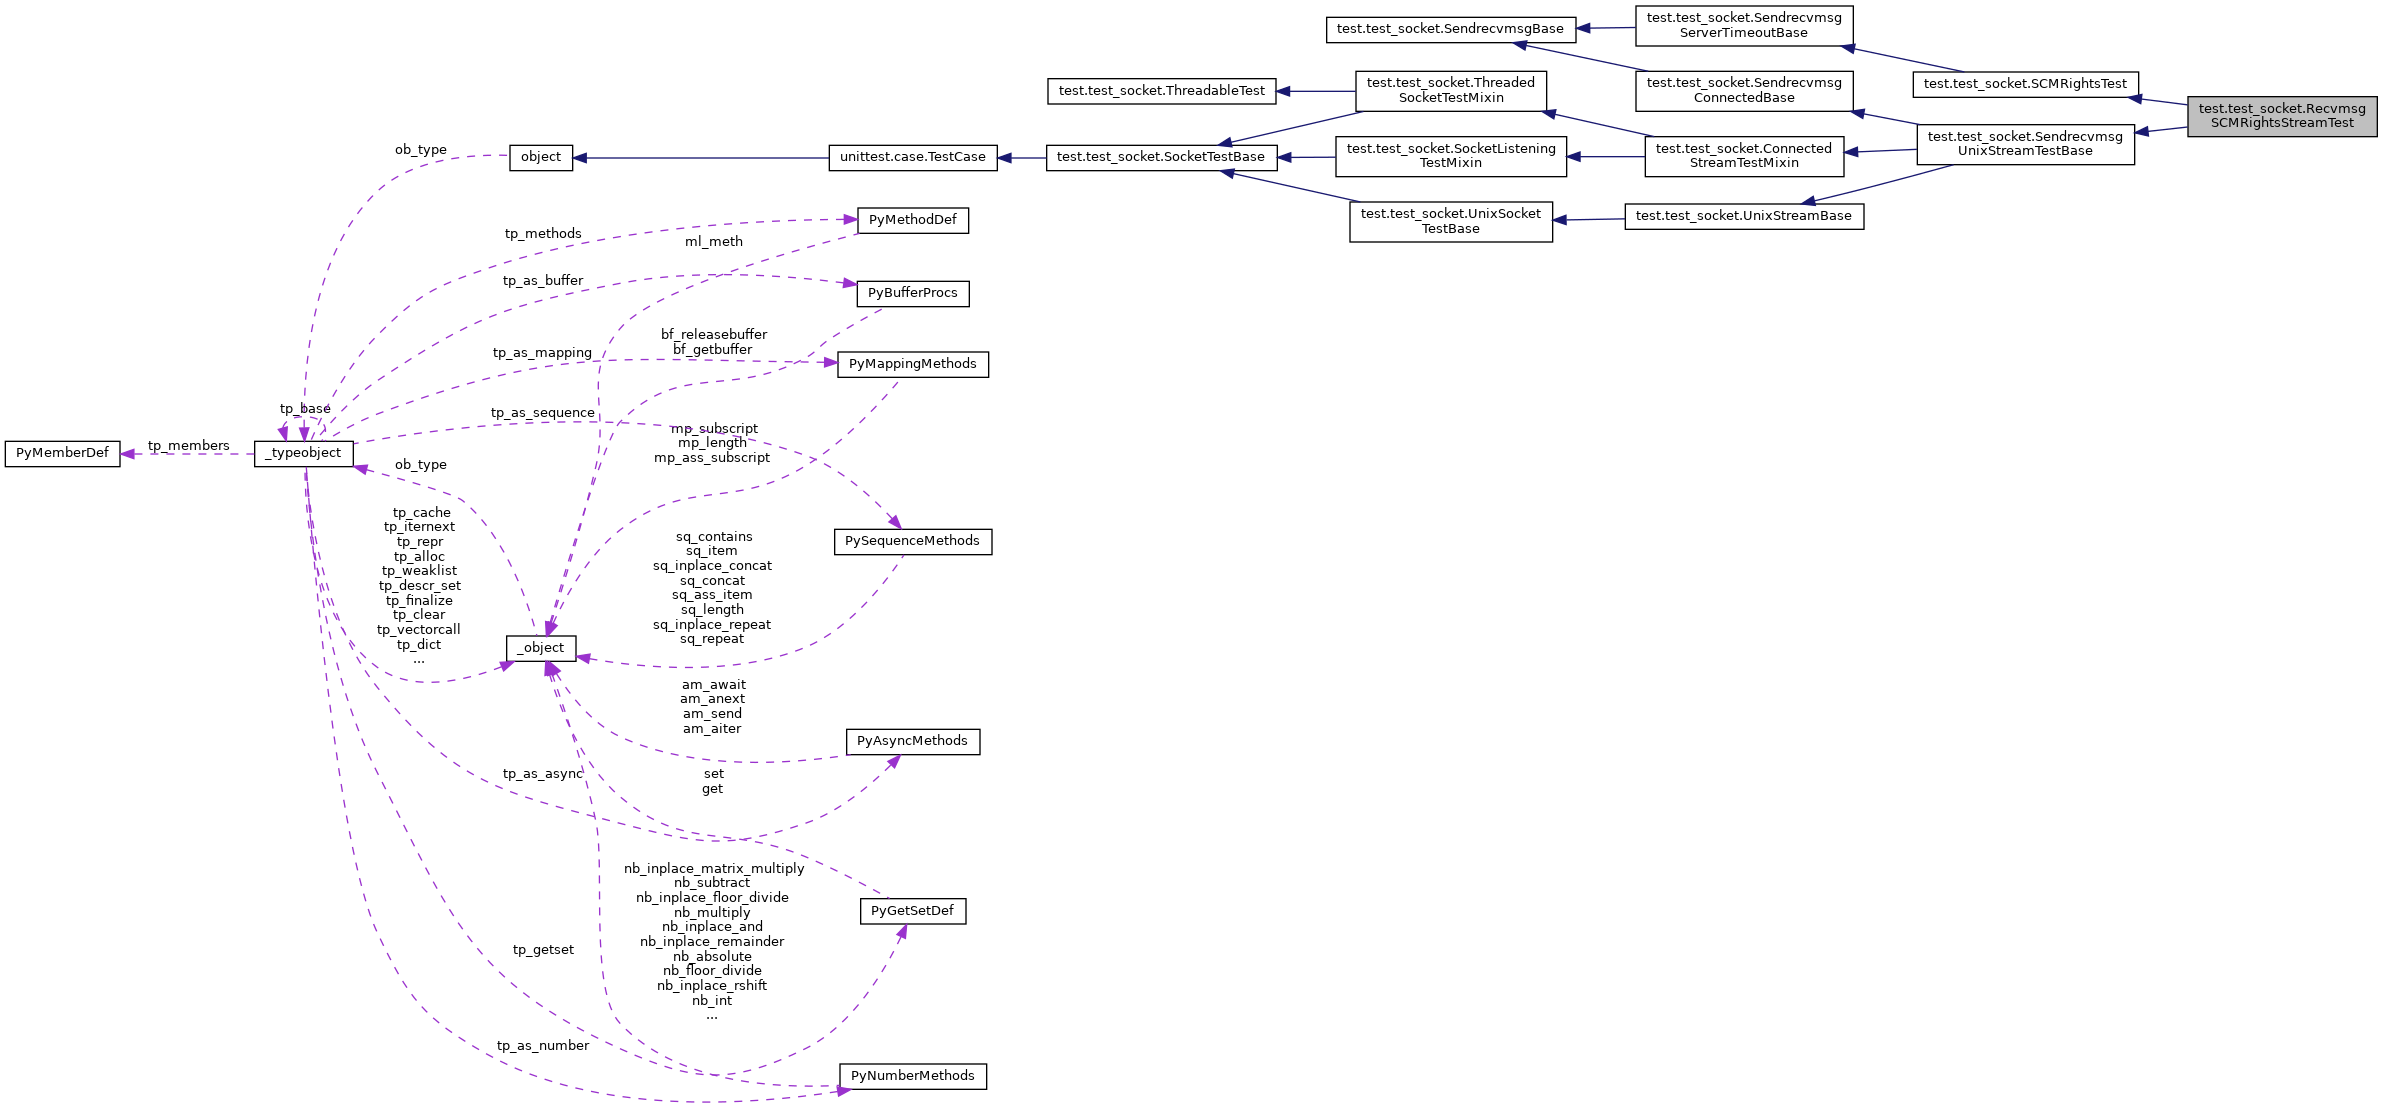 test.test_socket.SendrecvmsgBase
test.test_socket.Sendrecvmsg
ServerTimeoutBase
test.test_socket.ThreadableTest
test.test_socket.Threaded
SocketTestMixin
test.test_socket.Sendrecvmsg
ConnectedBase
test.test_socket.SCMRightsTest
test.test_socket.Recvmsg
SCMRightsStreamTest
ob_type
object
unittest.case.TestCase
test.test_socket.SocketTestBase
test.test_socket.SocketListening
TestMixin
test.test_socket.Connected
StreamTestMixin
test.test_socket.Sendrecvmsg
UnixStreamTestBase
test.test_socket.UnixSocket
TestBase
test.test_socket.UnixStreamBase
tp_methods
ml_meth
PyMethodDef
tp_as_buffer
PyBufferProcs
tp_as_mapping
bf_releasebuffer
bf_getbuffer
PyMappingMethods
tp_base
tp_as_sequence
PyMemberDef
tp_members
_typeobject
mp_subscript
mp_length
mp_ass_subscript
ob_type
PySequenceMethods
tp_cache
tp_iternext
tp_repr
tp_alloc
tp_weaklist
tp_descr_set
tp_finalize
tp_clear
tp_vectorcall
tp_dict
...
sq_contains
sq_item
sq_inplace_concat
sq_concat
sq_ass_item
sq_length
sq_inplace_repeat
sq_repeat
_object
am_await
am_anext
am_send
am_aiter
PyAsyncMethods
tp_as_async
set
get
nb_inplace_matrix_multiply
nb_subtract
nb_inplace_floor_divide
nb_multiply
nb_inplace_and
nb_inplace_remainder
nb_absolute
nb_floor_divide
nb_inplace_rshift
nb_int
...
PyGetSetDef
tp_getset
tp_as_number
PyNumberMethods